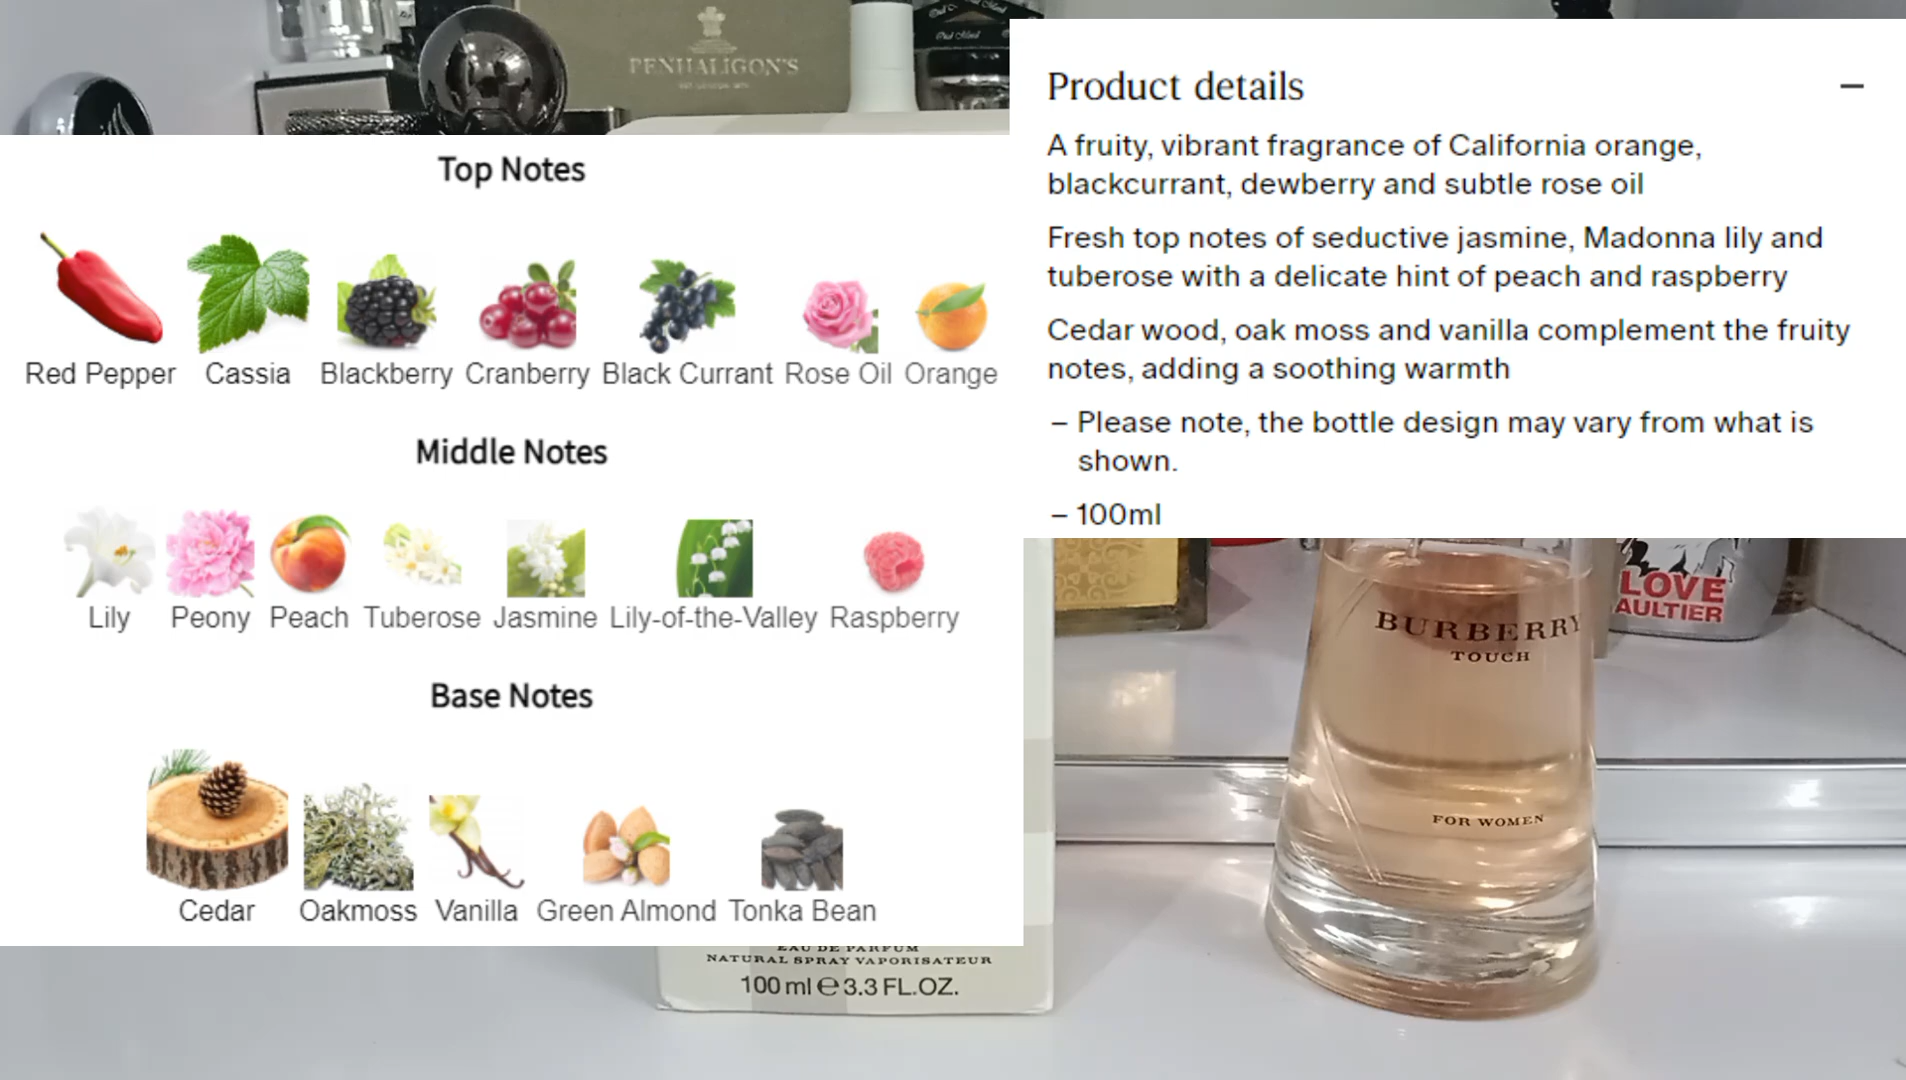 PENHALIGON'S
Product details
A fruity, vibrant fragrance of California orange,
blackcurrant, dewberry and subtle rose oil
Fresh top notes of seductive jasmine, Madonna lily and
tuberose with a delicate hint of peach and raspberry
Cedar wood, oak moss and vanilla complement the fruity
notes, adding a soothing warmth
– Please note, the bottle design may vary from what is
shown.
– 100ml
Top Notes
Red Pepper Cassia Blackberry Cranberry Black Currant Rose Oil Orange
Middle Notes
Lily Peony Peach Tuberose Jasmine Lily-of-the-Valley Raspberry
Base Notes
Cedar Oakmoss Vanilla Green Almond Tonka Bean
EAU DE PARFUM
NATURAL SPRAY VAPORISATEUR
100 ml ℮ 3.3 FL.OZ.
LOVE
AULTIER
BURBERRY
TOUCH
FOR WOMEN